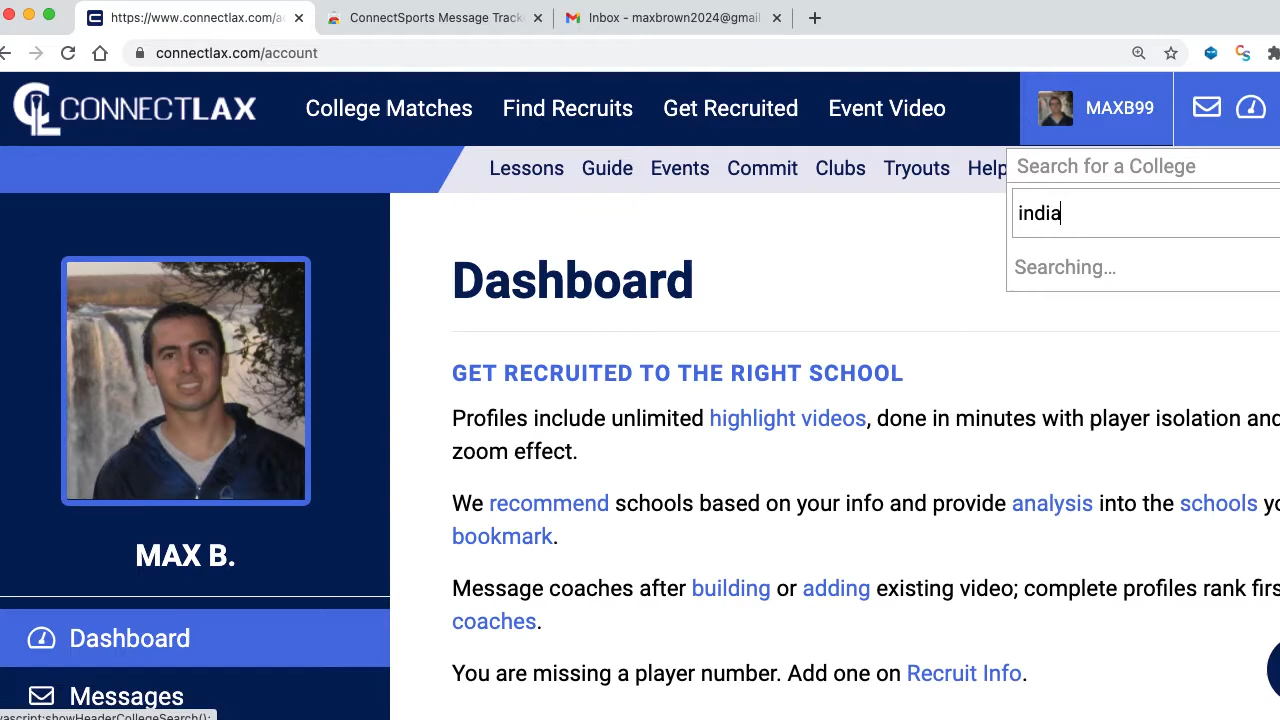 https://www.connectlax.com/ac
ConnectSports Message Track
Inbox - maxbrown2024@gmail
connectlax.com/account
CONNECTLAX
College Matches
Find Recruits
Get Recruited
Event Video
MAXB99
Lessons
Guide
Events
Commit
Clubs
Tryouts
Help
Search for a College
india
Searching...
Dashboard
GET RECRUITED TO THE RIGHT SCHOOL
Profiles include unlimited highlight videos, done in minutes with player isolation and
zoom effect.
We recommend schools based on your info and provide analysis into the schools yo
bookmark.
Message coaches after building or adding existing video; complete profiles rank firs
coaches.
You are missing a player number. Add one on Recruit Info.
MAX B.
Dashboard
Messages
vascript:showHeaderCollegeSearch();